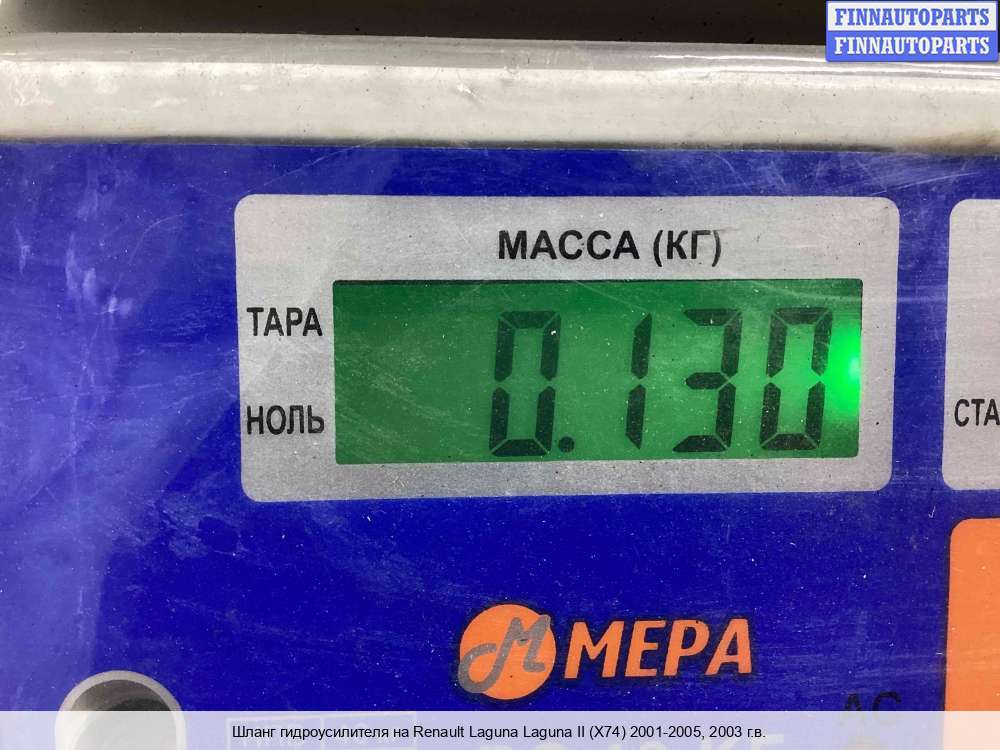 FINNAUTOPARTS
FINNAUTOPARTS
МАССА (КГ)
ТАРА
0.130
НОЛЬ
СТА
МЕРА
AC
Шланг гидроусилителя на Renault Laguna Laguna II (X74) 2001-2005, 2003 г.в.